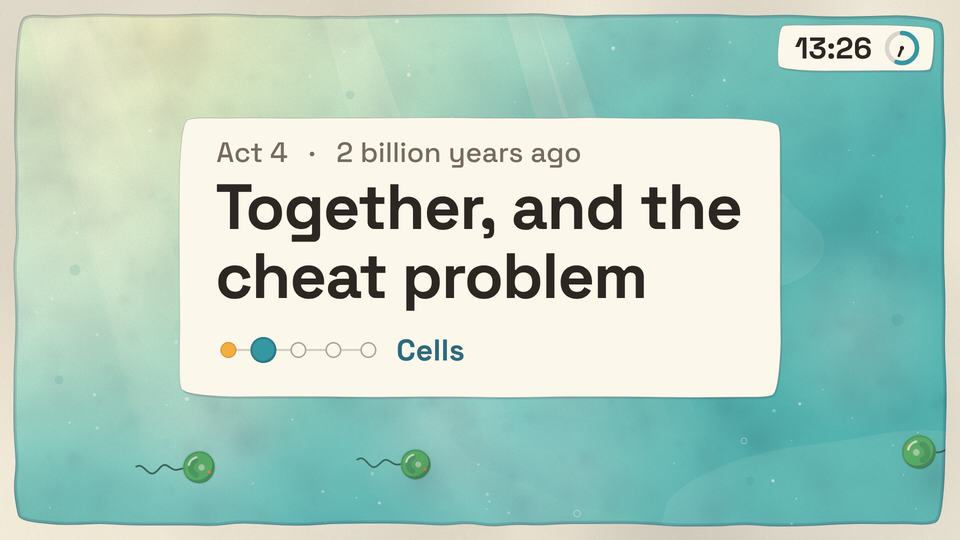 13:26
Act 4 · 2 billion years ago
Together, and the
cheat problem
Cells